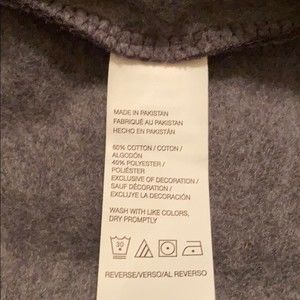 MADE IN PAKISTAN
FABRIQUÉ AU PAKISTAN
HECHO EN PAKISTÁN
60% COTTON / COTON /
ALGODÓN
40% POLYESTER /
POLIÉSTER
EXCLUSIVE OF DECORATION /
SAUF DÉCORATION /
EXCLUYE LA DECORACIÓN
WASH WITH LIKE COLORS,
DRY PROMPTLY
30
REVERSE/VERSO/AL REVERSO